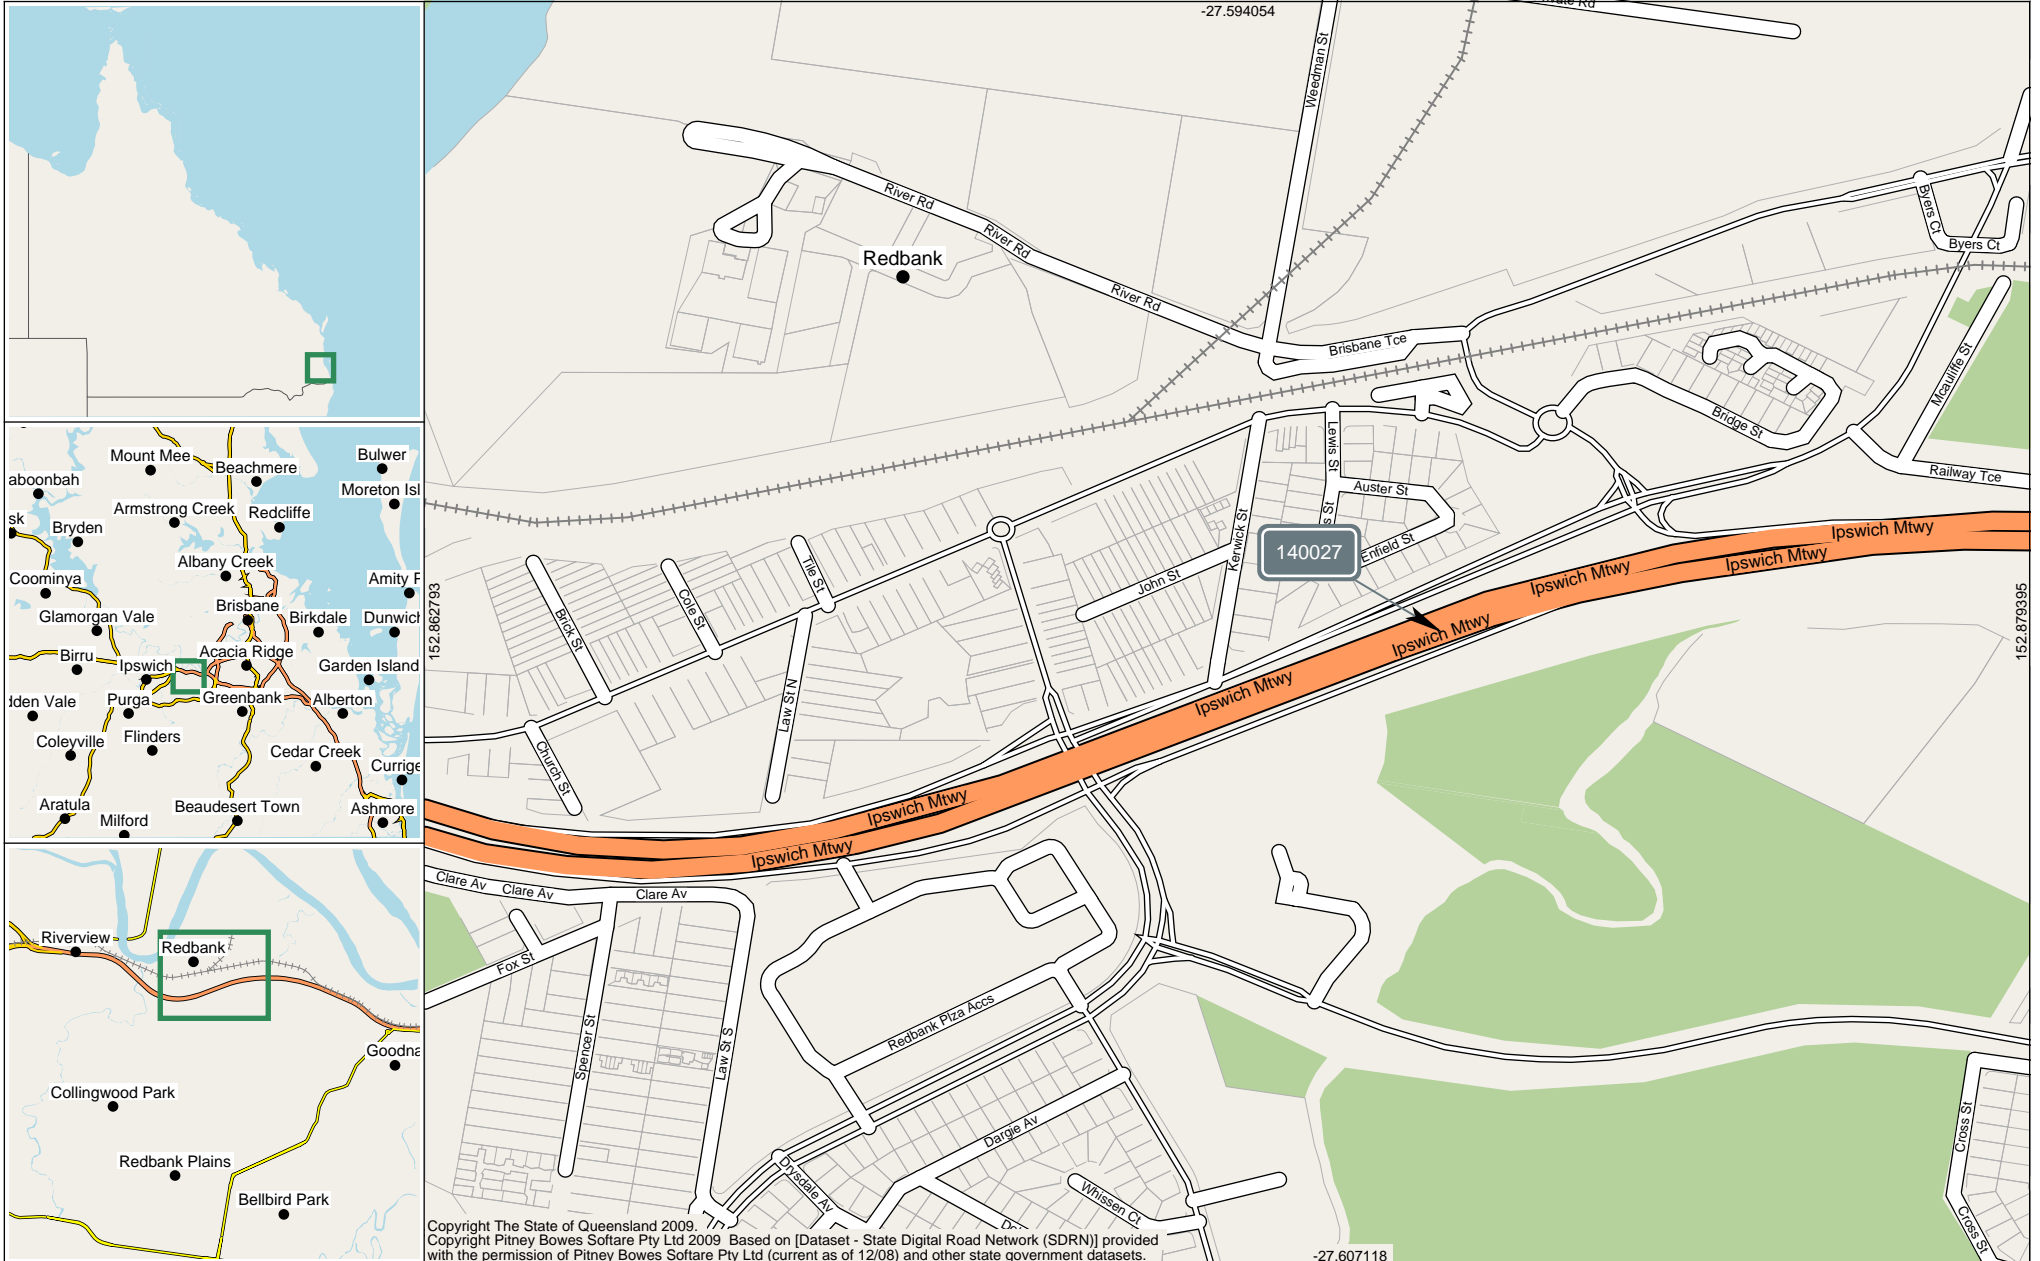 Mount Mee
Beachmere
Bulwer
aboonbah
Moreton Isl
Armstrong Creek
Redcliffe
sk
Bryden
Albany Creek
Coominya
Amity P
Glamorgan Vale
Brisbane
Birkdale
Dunwich
Birru
Ipswich
Acacia Ridge
Garden Island
dden Vale
Purga
Greenbank
Alberton
Coleyville
Flinders
Cedar Creek
Currige
Aratula
Beaudesert Town
Ashmore
Milford
Riverview
Redbank
Goodna
Collingwood Park
Redbank Plains
Bellbird Park
-27.594054
vate Rd
Weedman St
River Rd
River Rd
River Rd
Redbank
Brisbane Tce
Byers Ct
Byers Ct
Mcauliffe St
Bridge St
Railway Tce
Lewis St
s St
Auster St
Enfield St
Kerwick St
John St
140027
Tile St
Cole St
Brick St
Law St N
Church St
152.862793
152.879395
Ipswich Mtwy
Ipswich Mtwy
Ipswich Mtwy
Ipswich Mtwy
Ipswich Mtwy
Ipswich Mtwy
Ipswich Mtwy
Clare Av
Clare Av
Clare Av
Fox St
Spencer St
Law St S
Redbank Plza Accs
Dargie Av
Drysdale Av
Whissen Ct
Cross St
Cross St
Copyright The State of Queensland 2009.
Copyright Pitney Bowes Softare Pty Ltd 2009 Based on [Dataset - State Digital Road Network (SDRN)] provided
with the permission of Pitney Bowes Softare Pty Ltd (current as of 12/08) and other state government datasets.
-27.607118